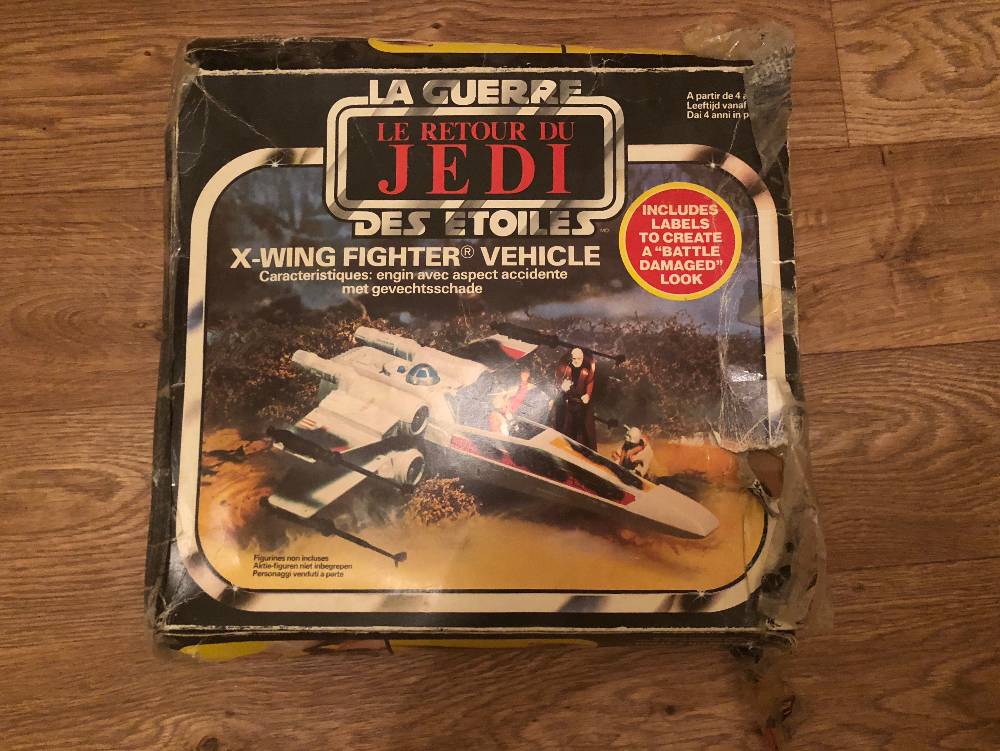 LA GUERRE
LE RETOUR DU
JEDI
DES ETOILES
MD
A partir de 4
Leeftijd vanaf
Dai 4 anni in
X-WING FIGHTER® VEHICLE
Caracteristiques: engin avec aspect accidente
met gevechtsschade
INCLUDES
LABELS
TO CREATE
A "BATTLE
DAMAGED"
LOOK
Figurines non incluses
Aktie-figuren niet inbegrepen
Personaggi venduti a parte